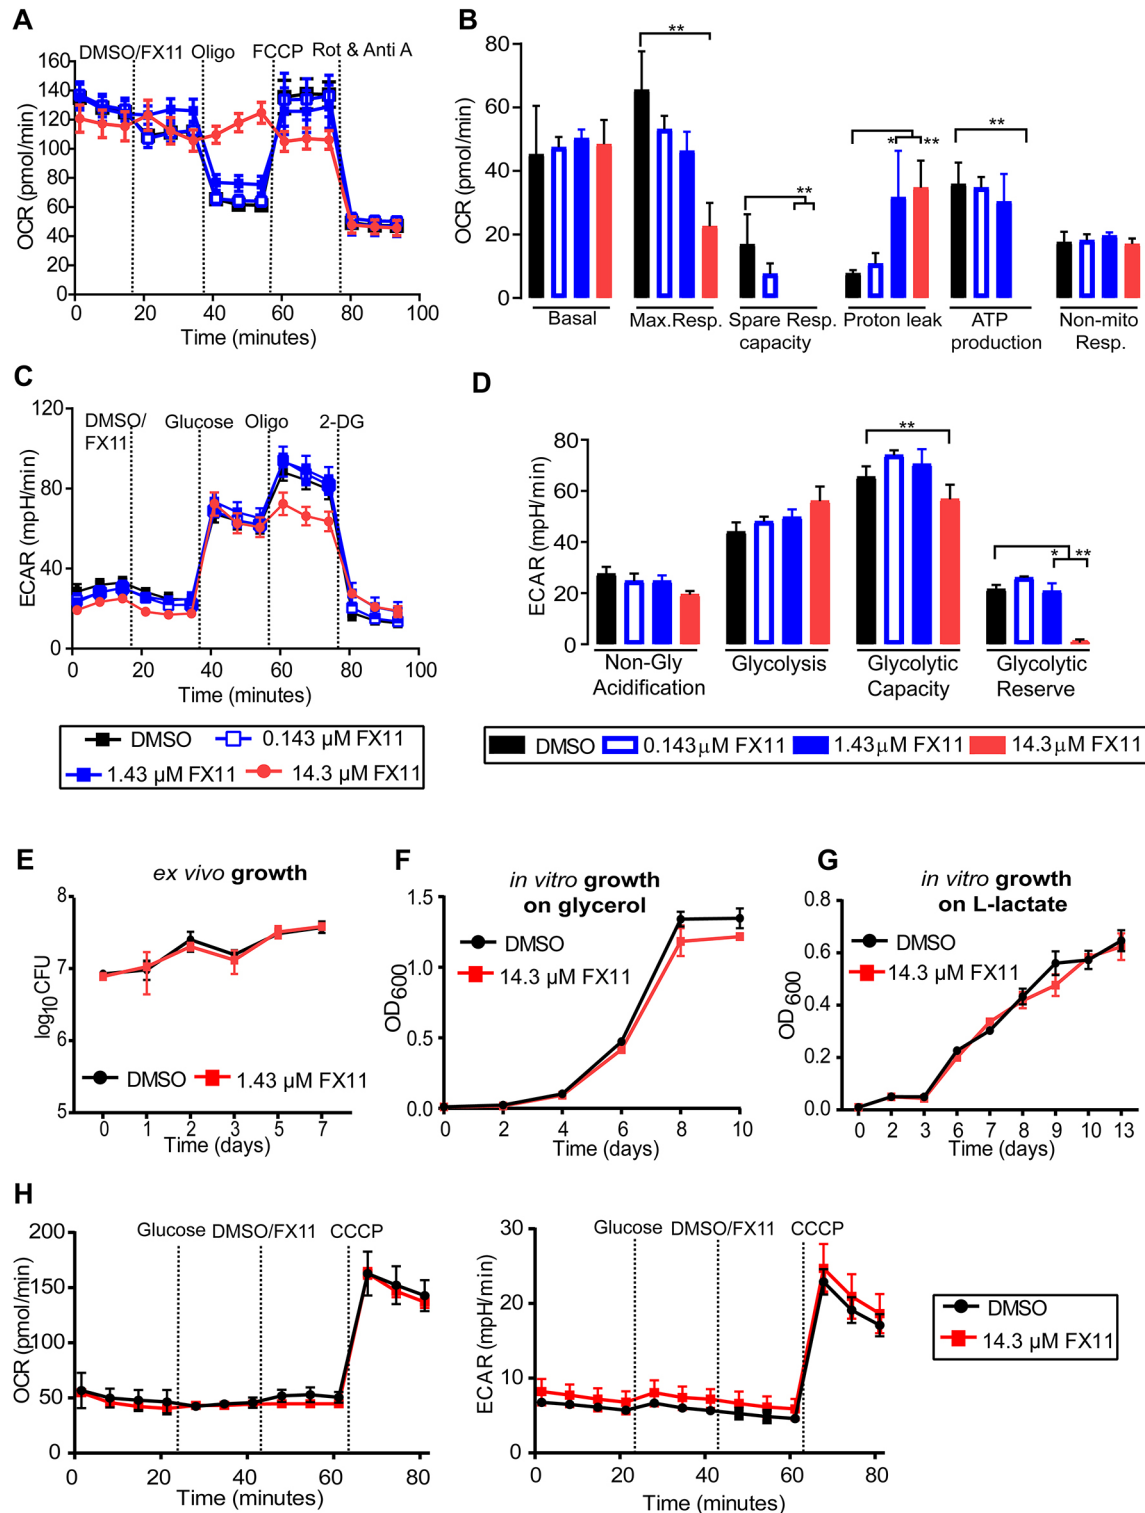 A
DMSO/FX11 Oligo FCCP Rot & Anti A
160
140
120
100
80
60
40
20
0
OCR (pmol/min)
0 20 40 60 80 100
Time (minutes)
B
80
60
40
20
0
OCR (pmol/min)
**
**
* **
**
Basal Max.Resp. Spare Resp. capacity Proton leak ATP production Non-mito Resp.
C
DMSO/ FX11 Glucose Oligo 2-DG
120
80
40
0
ECAR (mpH/min)
0 20 40 60 80 100
Time (minutes)
DMSO 0.143 µM FX11
1.43 µM FX11 14.3 µM FX11
D
80
60
40
20
0
ECAR (mpH/min)
**
* **
Non-Gly Acidification Glycolysis Glycolytic Capacity Glycolytic Reserve
DMSO 0.143µM FX11 1.43µM FX11 14.3µM FX11
E
ex vivo growth
8
7
6
5
log10CFU
DMSO 1.43 µM FX11
0 1 2 3 5 7
Time (days)
F
in vitro growth
on glycerol
1.5
1.0
0.5
0.0
OD600
DMSO
14.3 µM FX11
0 2 4 6 8 10
Time (days)
G
in vitro growth
on L-lactate
0.8
0.6
0.4
0.2
0.0
OD600
DMSO
14.3 µM FX11
0 2 3 6 7 8 9 10 13
Time (days)
H
Glucose DMSO/FX11 CCCP
200
150
100
50
0
OCR (pmol/min)
0 20 40 60 80
Time (minutes)
Glucose DMSO/FX11 CCCP
30
20
10
0
ECAR (mpH/min)
0 20 40 60 80
Time (minutes)
DMSO
14.3 µM FX11